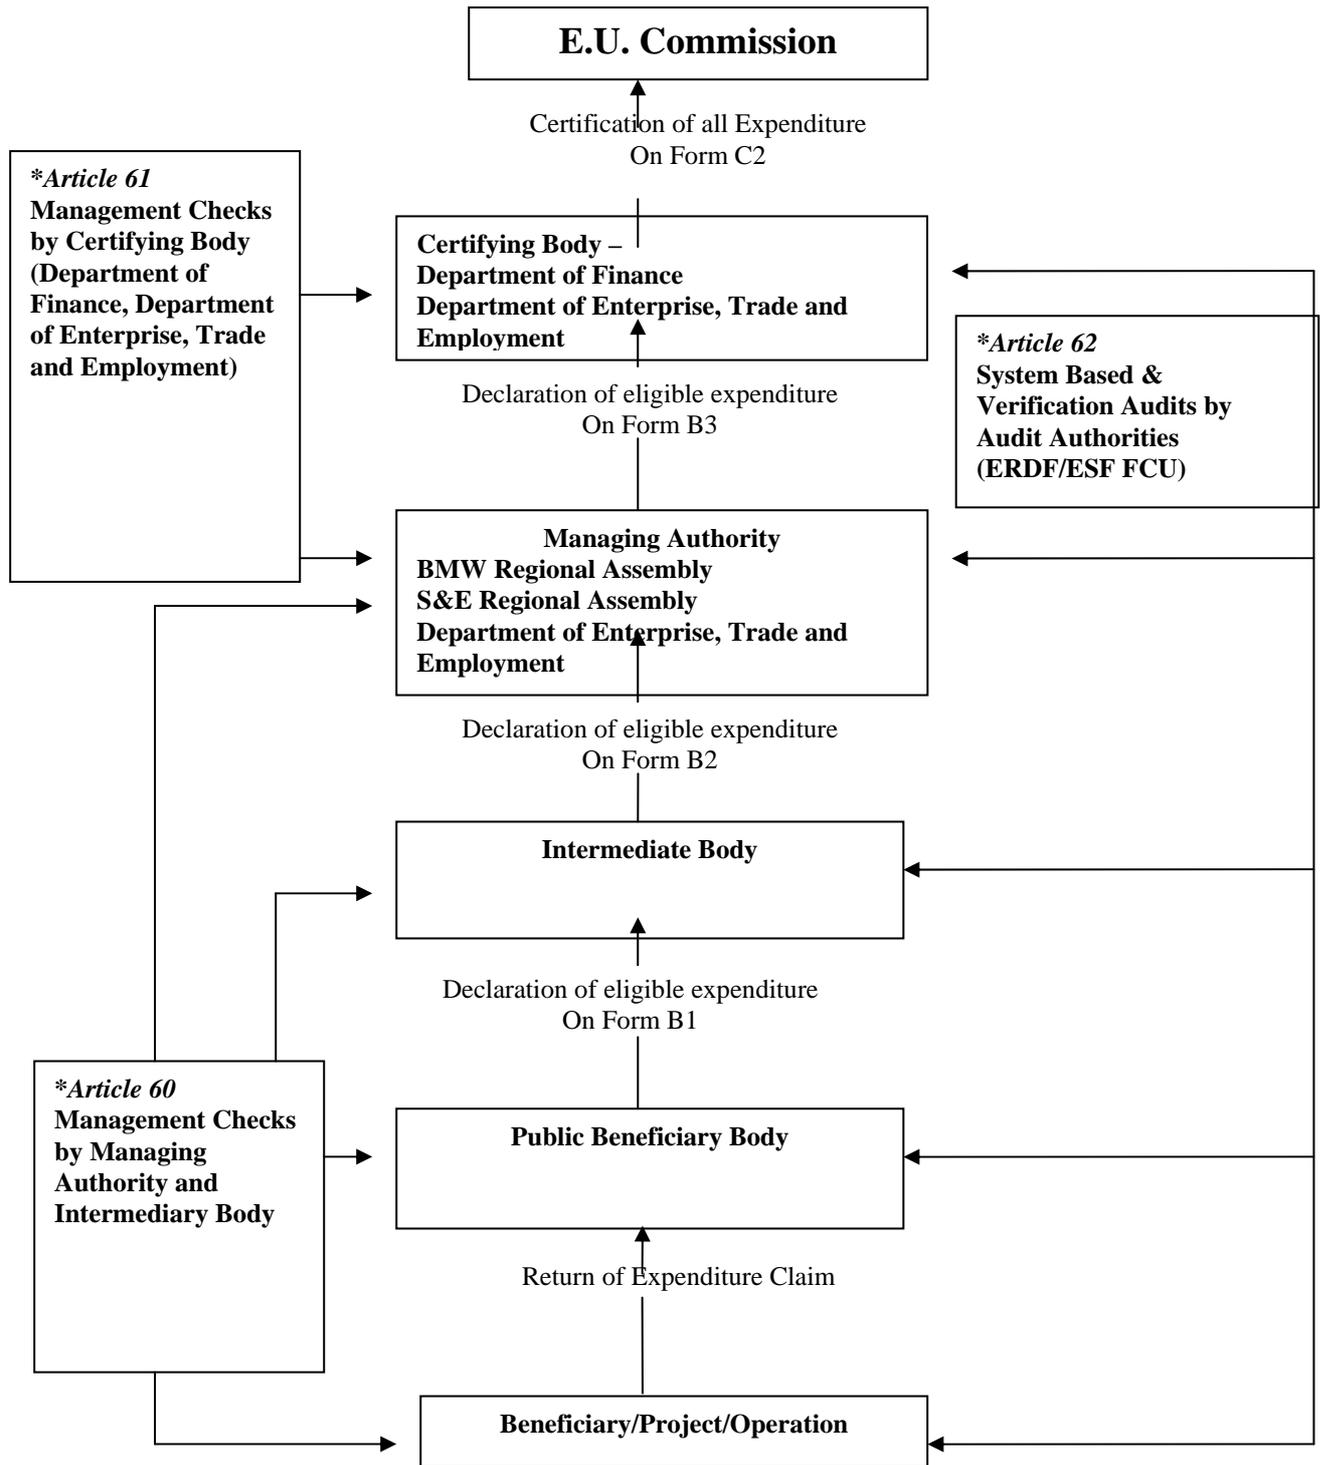 E.U. Commission
Certification of all Expenditure
On Form C2
*Article 61
Management Checks
by Certifying Body
(Department of
Finance, Department
of Enterprise, Trade
and Employment)
Certifying Body –
Department of Finance
Department of Enterprise, Trade and
Employment
*Article 62
System Based &
Verification Audits by
Audit Authorities
(ERDF/ESF FCU)
Declaration of eligible expenditure
On Form B3
Managing Authority
BMW Regional Assembly
S&E Regional Assembly
Department of Enterprise, Trade and
Employment
Declaration of eligible expenditure
On Form B2
Intermediate Body
Declaration of eligible expenditure
On Form B1
*Article 60
Management Checks
by Managing
Authority and
Intermediary Body
Public Beneficiary Body
Return of Expenditure Claim
Beneficiary/Project/Operation